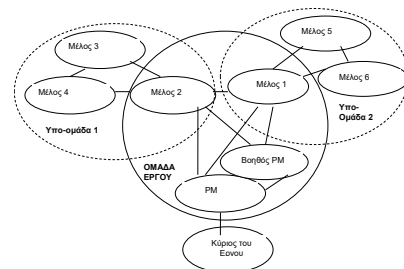 Μέλος 5
Μέλος 3
Μέλος 6
Μέλος 4
Μέλος 2
Μέλος 1
Υπο-ομάδα 1
Υπο-
Ομάδα 2
Βοηθός PM
ΟΜΑΔΑ
ΕΡΓΟΥ
PM
Κύριος του
Εργου